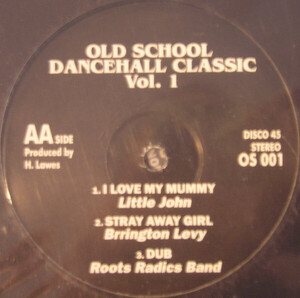 OLD SCHOOL
DANCEHALL CLASSIC
Vol. 1
AA SIDE
Produced by
H. Lawes
DISCO 45
STEREO
OS 001
1. I LOVE MY MUMMY
Little John
2. STRAY AWAY GIRL
Brrington Levy
3. DUB
Roots Radics Band